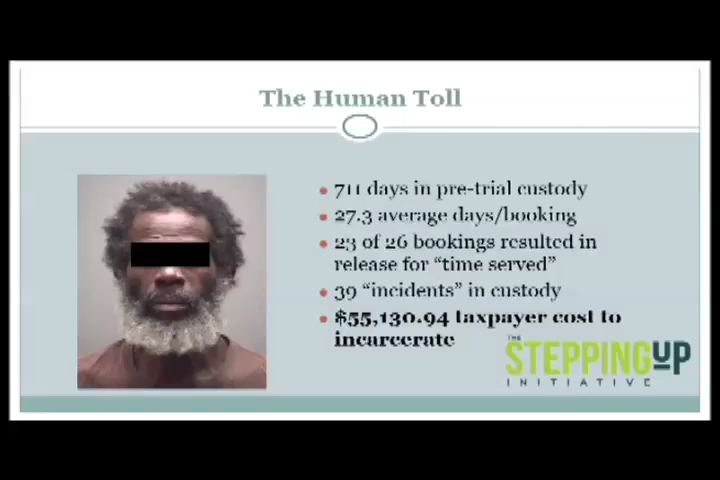 The Human Toll
711 days in pre-trial custody
27.3 average days/booking
23 of 26 bookings resulted in
release for “time served”
39 “incidents” in custody
$55,130.94 taxpayer cost to
incarcerate
THE
STEPPING UP
INITIATIVE